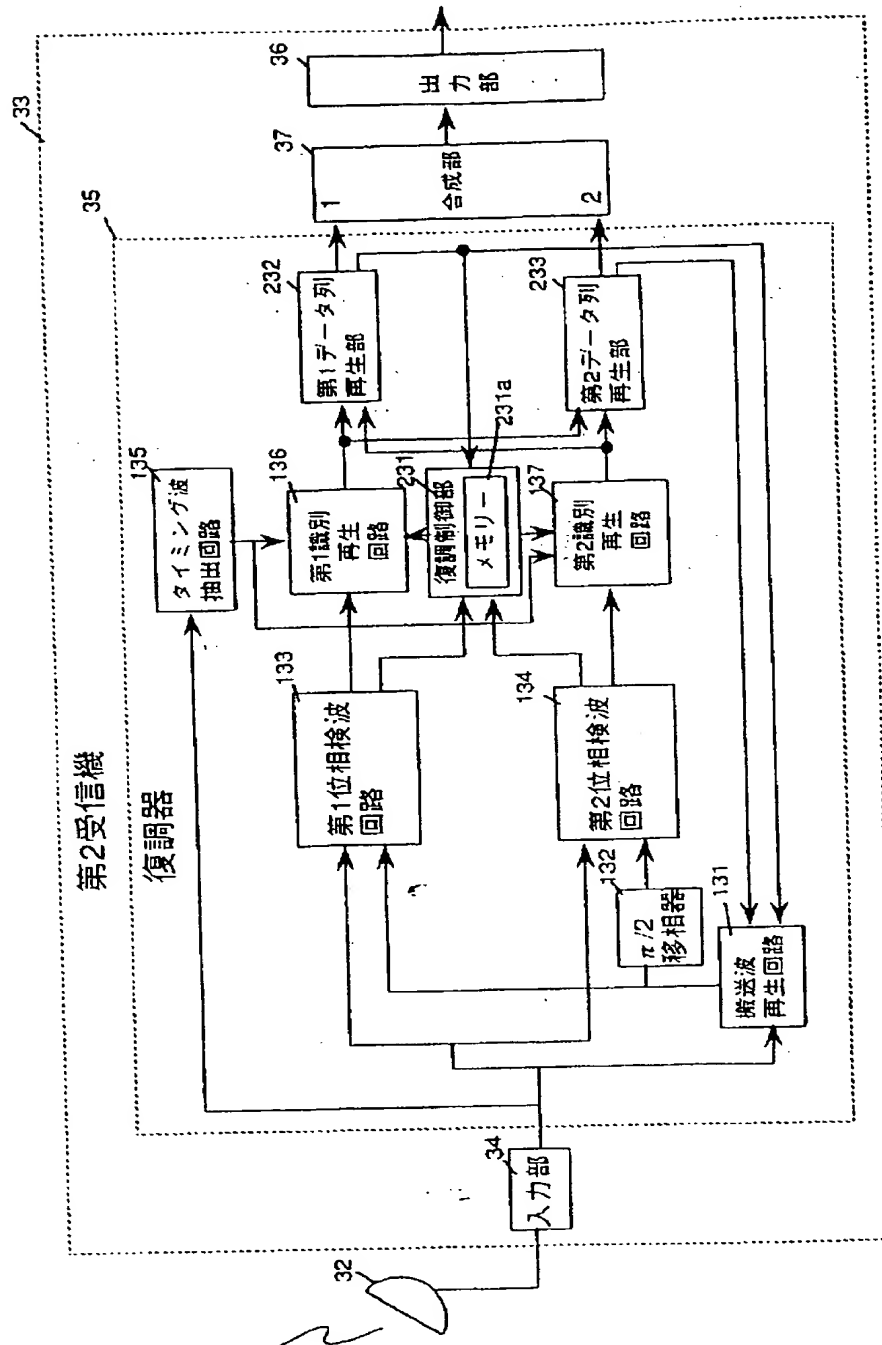 第2受信機
33
復調器
35
32
34
入力部
135
タイミング波
抽出回路
133
第1位相検波
回路
134
第2位相検波
回路
132
π/2
移相器
131
搬送波
再生回路
136
第1識別
再生
回路
231
復調制御部
メモリー
231a
137
第2識別
再生
回路
232
第1データ列
再生部
233
第2データ列
再生部
37
1
合成部
2
36
出力部